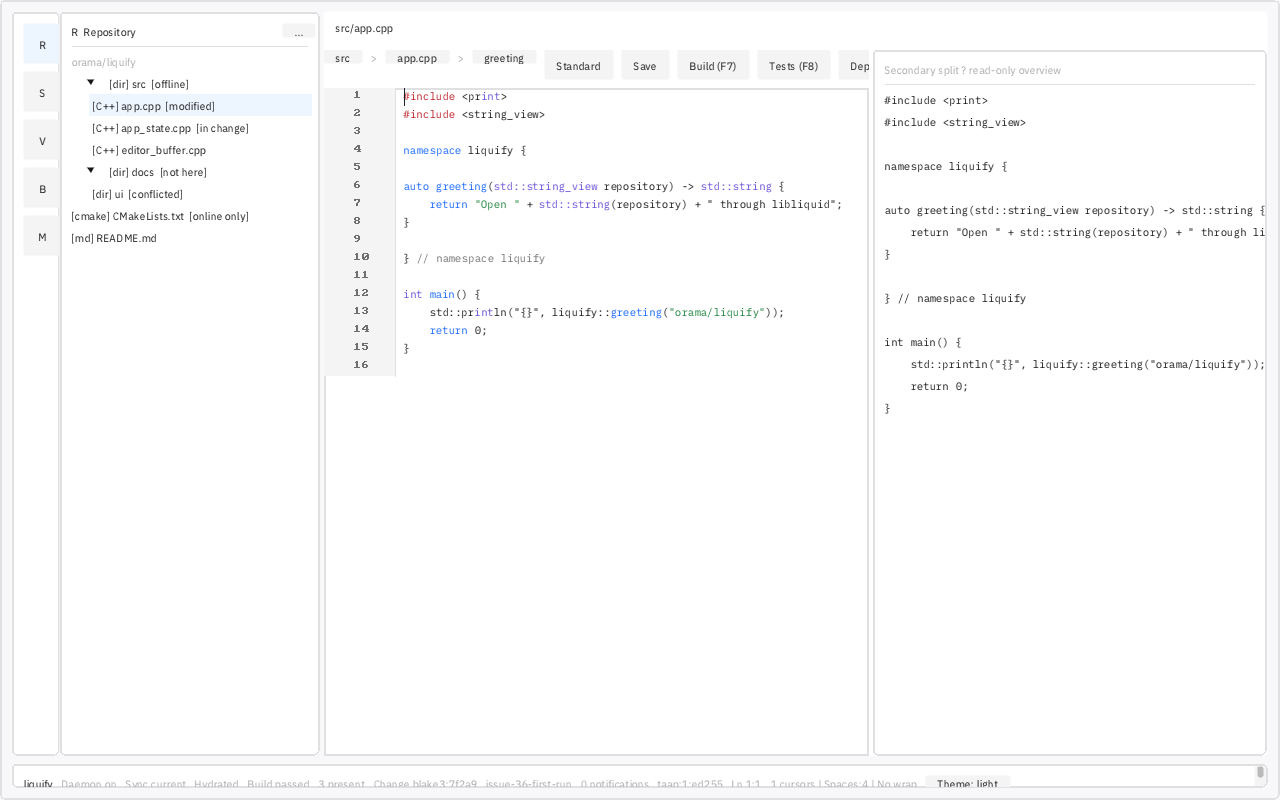 R
S
V
B
M
R Repository
...
orama/liquify
[dir] src [offline]
[C++] app.cpp [modified]
[C++] app_state.cpp [in change]
[C++] editor_buffer.cpp
[dir] docs [not here]
[dir] ui [conflicted]
[cmake] CMakeLists.txt [online only]
[md] README.md
src/app.cpp
src > app.cpp > greeting Standard Save Build (F7) Tests (F8) Dep
1 #include <print>
2 #include <string_view>
3
4 namespace liquify {
5
6 auto greeting(std::string_view repository) -> std::string {
7 return "Open " + std::string(repository) + " through libliquid";
8 }
9
10 } // namespace liquify
11
12 int main() {
13 std::println("{}", liquify::greeting("orama/liquify"));
14 return 0;
15 }
16
Secondary split ? read-only overview
#include <print>
#include <string_view>
namespace liquify {
auto greeting(std::string_view repository) -> std::string {
return "Open " + std::string(repository) + " through li
}
} // namespace liquify
int main() {
std::println("{}", liquify::greeting("orama/liquify"));
return 0;
}
liquify Daemon on Sync current Hydrated Build passed 3 present Change blake3:7f2a9 issue-36-first-run 0 notifications taap:1:ed255 Ln 1:1 1 cursors | Spaces:4 | No wrap Theme: light